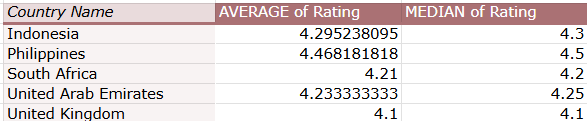 Country Name AVERAGE of Rating MEDIAN of Rating
Indonesia 4.295238095 4.3
Philippines 4.468181818 4.5
South Africa 4.21 4.2
United Arab Emirates 4.233333333 4.25
United Kingdom 4.1 4.1